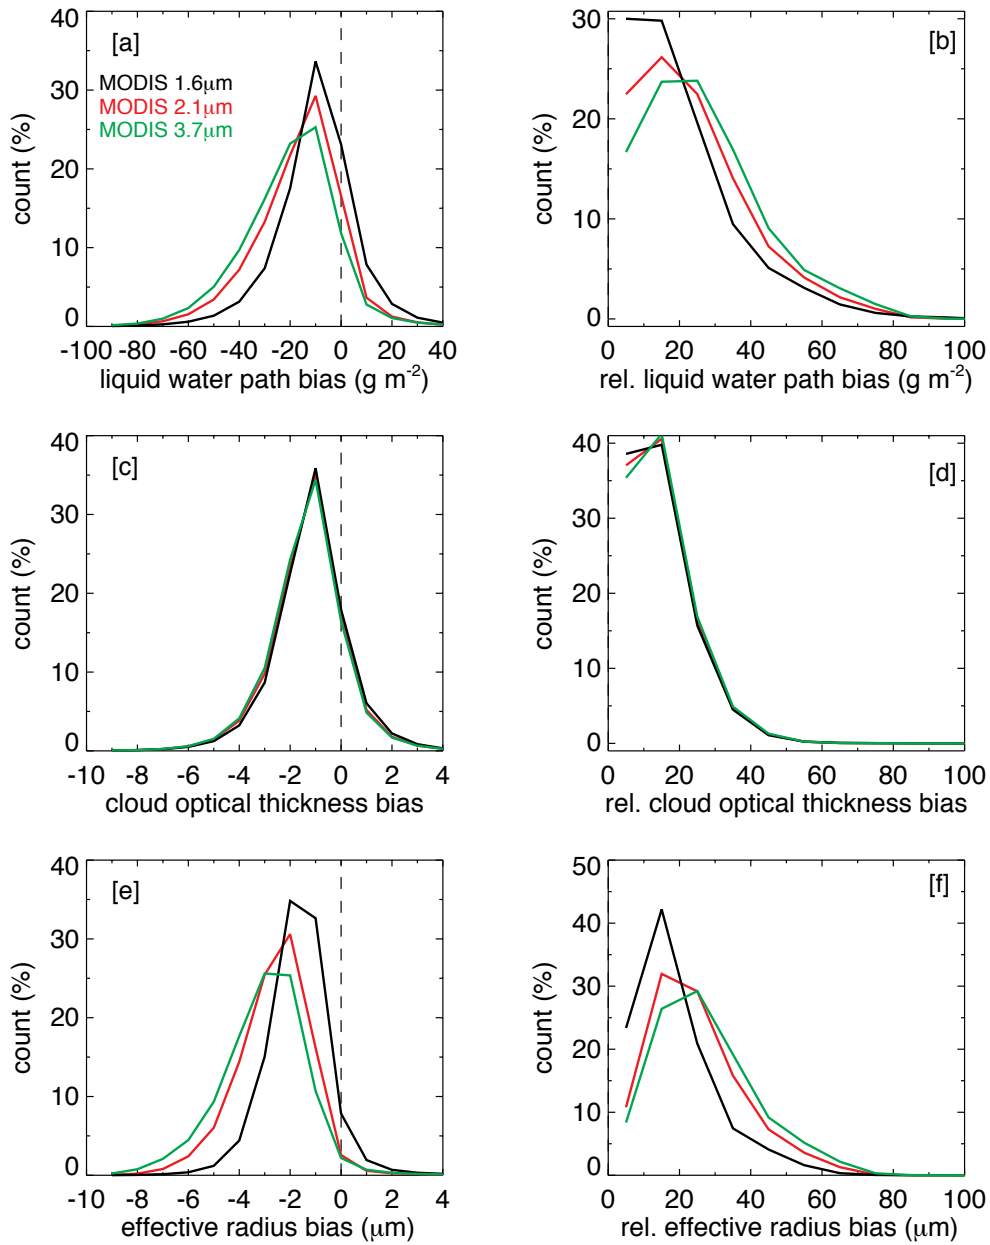 [a]
MODIS 1.6μm
MODIS 2.1μm
MODIS 3.7μm
40
30
20
10
0
count (%)
-100 -80 -60 -40 -20 0 20 40
liquid water path bias (g m-2)
[b]
30
20
10
0
count (%)
0 20 40 60 80 100
rel. liquid water path bias (g m-2)
[c]
40
30
20
10
0
count (%)
-10 -8 -6 -4 -2 0 2 4
cloud optical thickness bias
[d]
40
30
20
10
0
count (%)
0 20 40 60 80 100
rel. cloud optical thickness bias
[e]
40
30
20
10
0
count (%)
-10 -8 -6 -4 -2 0 2 4
effective radius bias (μm)
[f]
50
40
30
20
10
0
count (%)
0 20 40 60 80 100
rel. effective radius bias (μm)